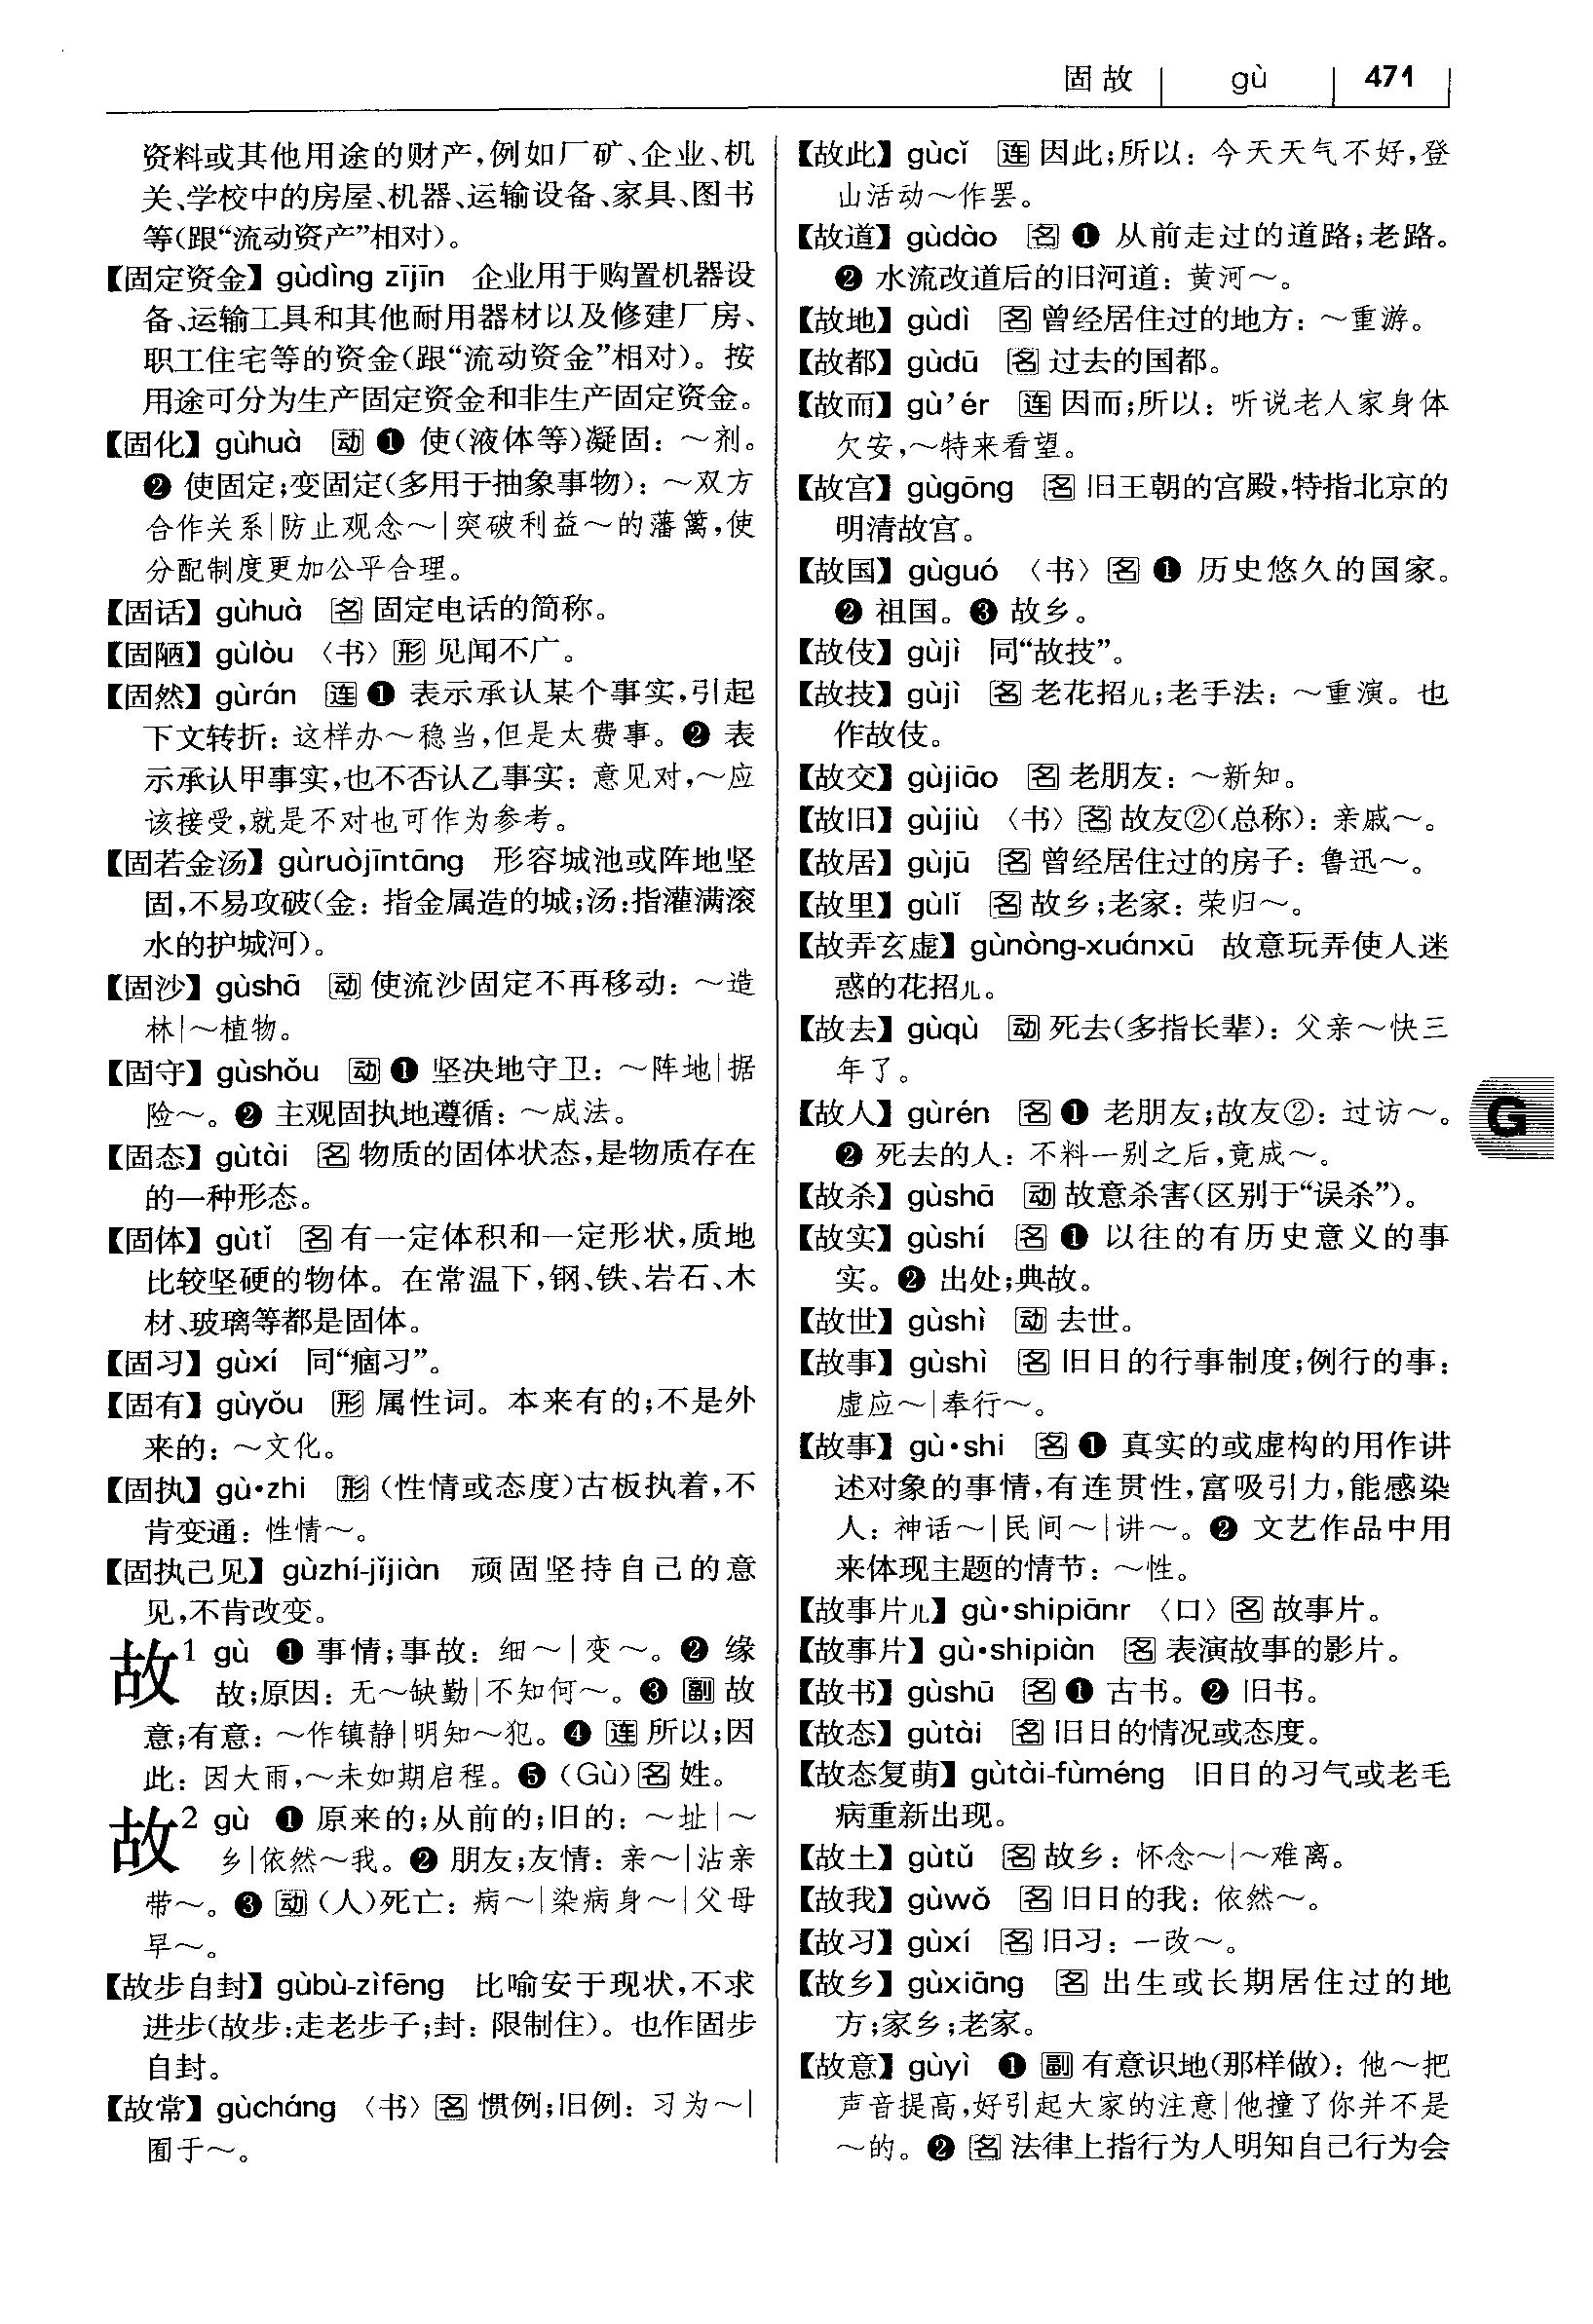 固故 gù 471
资料或其他用途的财产,例如厂矿、企业、机
关、学校中的房屋、机器、运输设备、家具、图书
等(跟“流动资产”相对)。
【固定资金】gùdìng zījīn 企业用于购置机器设
备、运输工具和其他耐用器材以及修建厂房、
职工住宅等的资金(跟“流动资金”相对)。按
用途可分为生产固定资金和非生产固定资金。
【固化】gùhuà 动 ❶ 使(液体等)凝固：～剂。
❷ 使固定;变固定(多用于抽象事物)：～双方
合作关系|防止观念～|突破利益～的藩篱,使
分配制度更加公平合理。
【固话】gùhuà 名 固定电话的简称。
【固陋】gùlòu 〈书〉形 见闻不广。
【固然】gùrán 连 ❶ 表示承认某个事实,引起
下文转折：这样办～稳当,但是太费事。❷ 表
示承认甲事实,也不否认乙事实：意见对,～应
该接受,就是不对也可作为参考。
【固若金汤】gùruòjīntāng 形容城池或阵地坚
固,不易攻破(金：指金属造的城;汤:指灌满滚
水的护城河)。
【固沙】gùshā 动 使流沙固定不再移动：～造
林|～植物。
【固守】gùshǒu 动 ❶ 坚决地守卫：～阵地|据
险～。❷ 主观固执地遵循：～成法。
【固态】gùtài 名 物质的固体状态,是物质存在
的一种形态。
【固体】gùtǐ 名 有一定体积和一定形状,质地
比较坚硬的物体。在常温下,钢、铁、岩石、木
材、玻璃等都是固体。
【固习】gùxí 同“痼习”。
【固有】gùyǒu 形 属性词。本来有的;不是外
来的：～文化。
【固执】gù•zhi 形 (性情或态度)古板执着,不
肯变通：性情～。
【固执己见】gùzhí-jǐjiàn 顽固坚持自己的意
见,不肯改变。
故1 gù ❶ 事情;事故：细～|变～。❷ 缘
故;原因：无～缺勤|不知何～。❸ 副 故
意;有意：～作镇静|明知～犯。❹ 连 所以;因
此：因大雨,～未如期启程。❺ (Gù) 名 姓。
故2 gù ❶ 原来的;从前的;旧的：～址|～
乡|依然～我。❷ 朋友;友情：亲～|沾亲
带～。❸ 动 (人)死亡：病～|染病身～|父母
早～。
【故步自封】gùbù-zìfēng 比喻安于现状,不求
进步(故步:走老步子;封：限制住)。也作固步
自封。
【故常】gùcháng 〈书〉名 惯例;旧例：习为～|
囿于～。
【故此】gùcǐ 连 因此;所以：今天天气不好,登
山活动～作罢。
【故道】gùdào 名 ❶ 从前走过的道路;老路。
❷ 水流改道后的旧河道：黄河～。
【故地】gùdì 名 曾经居住过的地方：～重游。
【故都】gùdū 名 过去的国都。
【故而】gù’ér 连 因而;所以：听说老人家身体
欠安,～特来看望。
【故宫】gùgōng 名 旧王朝的宫殿,特指北京的
明清故宫。
【故国】gùguó 〈书〉名 ❶ 历史悠久的国家。
❷ 祖国。❸ 故乡。
【故伎】gùjì 同“故技”。
【故技】gùjì 名 老花招儿;老手法：～重演。也
作故伎。
【故交】gùjiāo 名 老朋友：～新知。
【故旧】gùjiù 〈书〉名 故友②(总称)：亲戚～。
【故居】gùjū 名 曾经居住过的房子：鲁迅～。
【故里】gùlǐ 名 故乡;老家：荣归～。
【故弄玄虚】gùnòng-xuánxū 故意玩弄使人迷
惑的花招儿。
【故去】gùqù 动 死去(多指长辈)：父亲～快三
年了。
【故人】gùrén 名 ❶ 老朋友;故友②：过访～。
❷ 死去的人：不料一别之后,竟成～。
【故杀】gùshā 动 故意杀害(区别于“误杀”)。
【故实】gùshí 名 ❶ 以往的有历史意义的事
实。❷ 出处;典故。
【故世】gùshì 动 去世。
【故事】gùshì 名 旧日的行事制度;例行的事：
虚应～|奉行～。
【故事】gù•shi 名 ❶ 真实的或虚构的用作讲
述对象的事情,有连贯性,富吸引力,能感染
人：神话～|民间～|讲～。❷ 文艺作品中用
来体现主题的情节：～性。
【故事片儿】gù•shipiānr 〈口〉名 故事片。
【故事片】gù•shipiàn 名 表演故事的影片。
【故书】gùshū 名 ❶ 古书。❷ 旧书。
【故态】gùtài 名 旧日的情况或态度。
【故态复萌】gùtài-fùméng 旧日的习气或老毛
病重新出现。
【故土】gùtǔ 名 故乡：怀念～|～难离。
【故我】gùwǒ 名 旧日的我：依然～。
【故习】gùxí 名 旧习：一改～。
【故乡】gùxiāng 名 出生或长期居住过的地
方;家乡;老家。
【故意】gùyì ❶ 副 有意识地(那样做)：他～把
声音提高,好引起大家的注意|他撞了你并不是
～的。❷ 名 法律上指行为人明知自己行为会
G